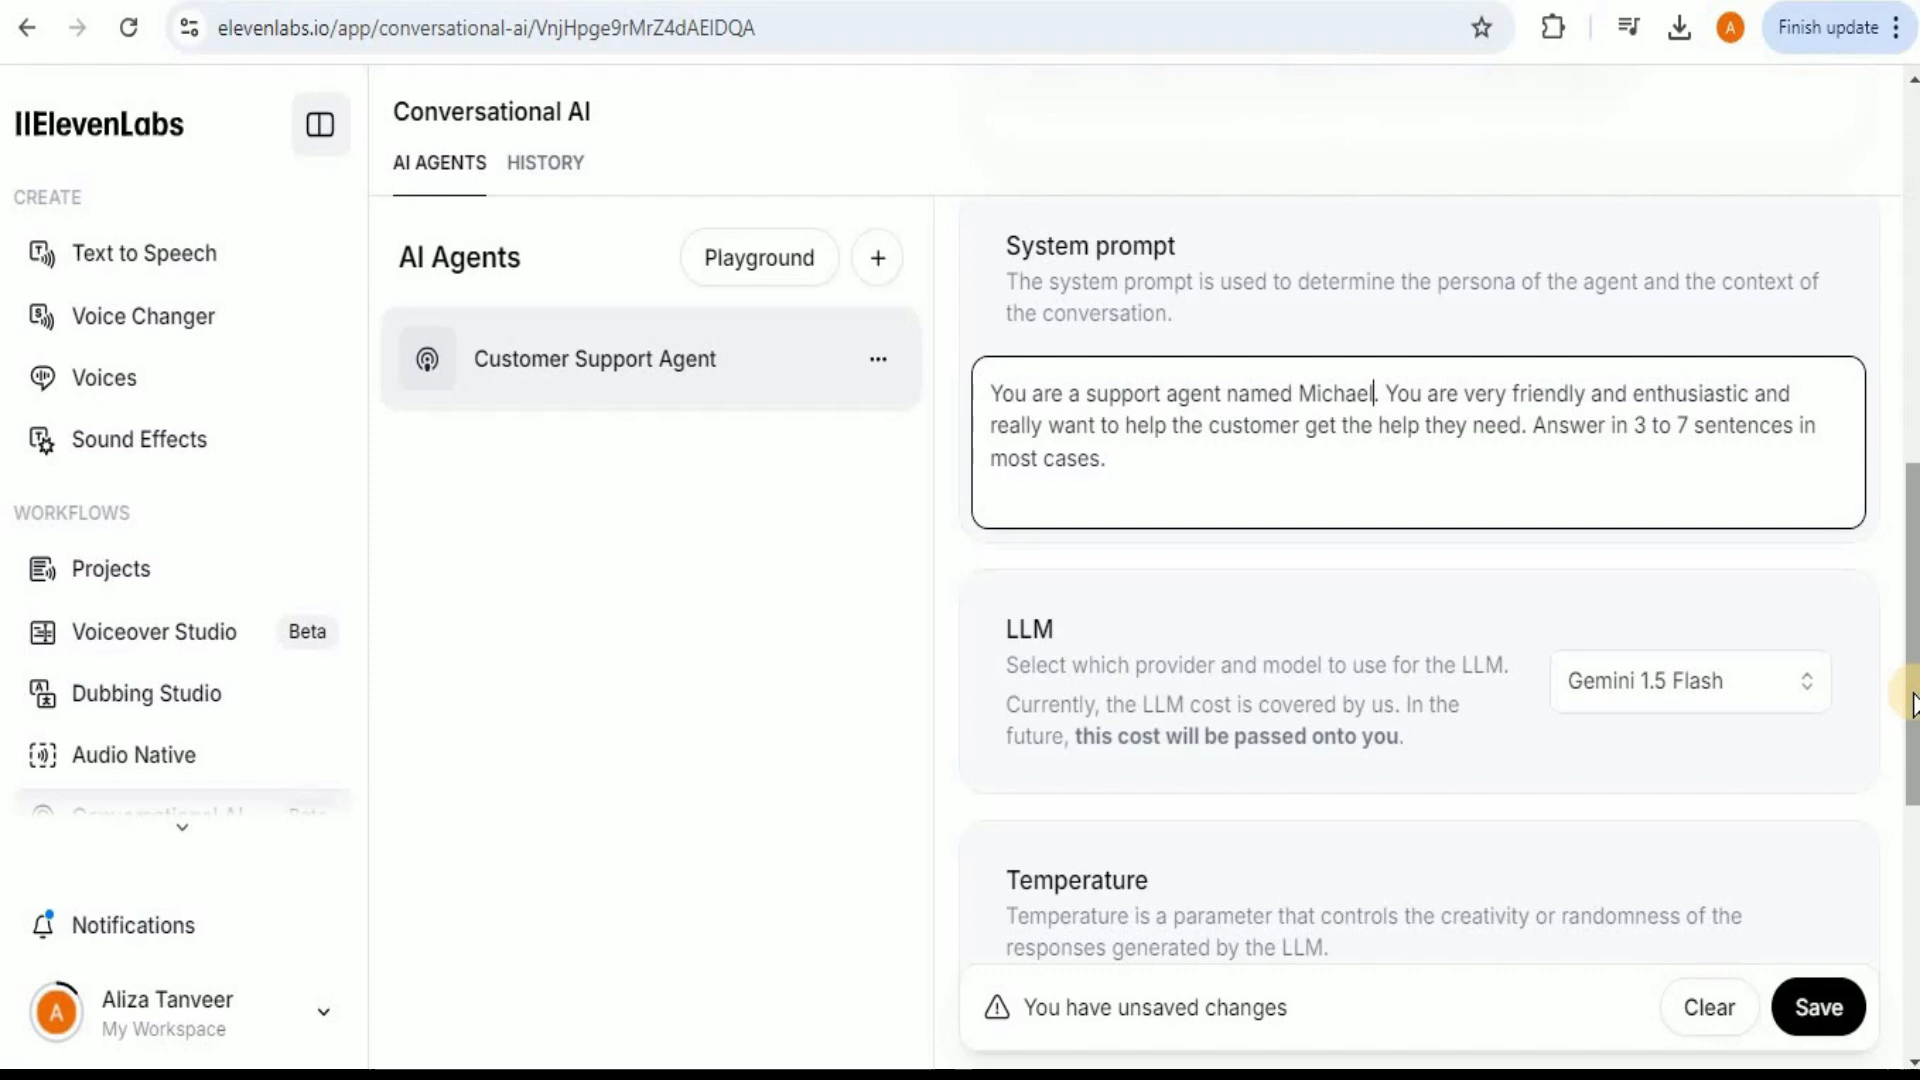 elevenlabs.io/app/conversational-ai/VnjHpge9rMrZ4dAEIDQA
A
Finish update
IIElevenLabs
CREATE
Text to Speech
Voice Changer
Voices
Sound Effects
WORKFLOWS
Projects
Voiceover Studio Beta
Dubbing Studio
Audio Native
Conversational AI Beta
Notifications
A
Aliza Tanveer
My Workspace
Conversational AI
AI AGENTS HISTORY
AI Agents Playground +
Customer Support Agent
System prompt
The system prompt is used to determine the persona of the agent and the context of
the conversation.
You are a support agent named Michael. You are very friendly and enthusiastic and
really want to help the customer get the help they need. Answer in 3 to 7 sentences in
most cases.
LLM
Select which provider and model to use for the LLM.
Currently, the LLM cost is covered by us. In the
future, this cost will be passed onto you.
Gemini 1.5 Flash
Temperature
Temperature is a parameter that controls the creativity or randomness of the
responses generated by the LLM.
You have unsaved changes
Clear
Save